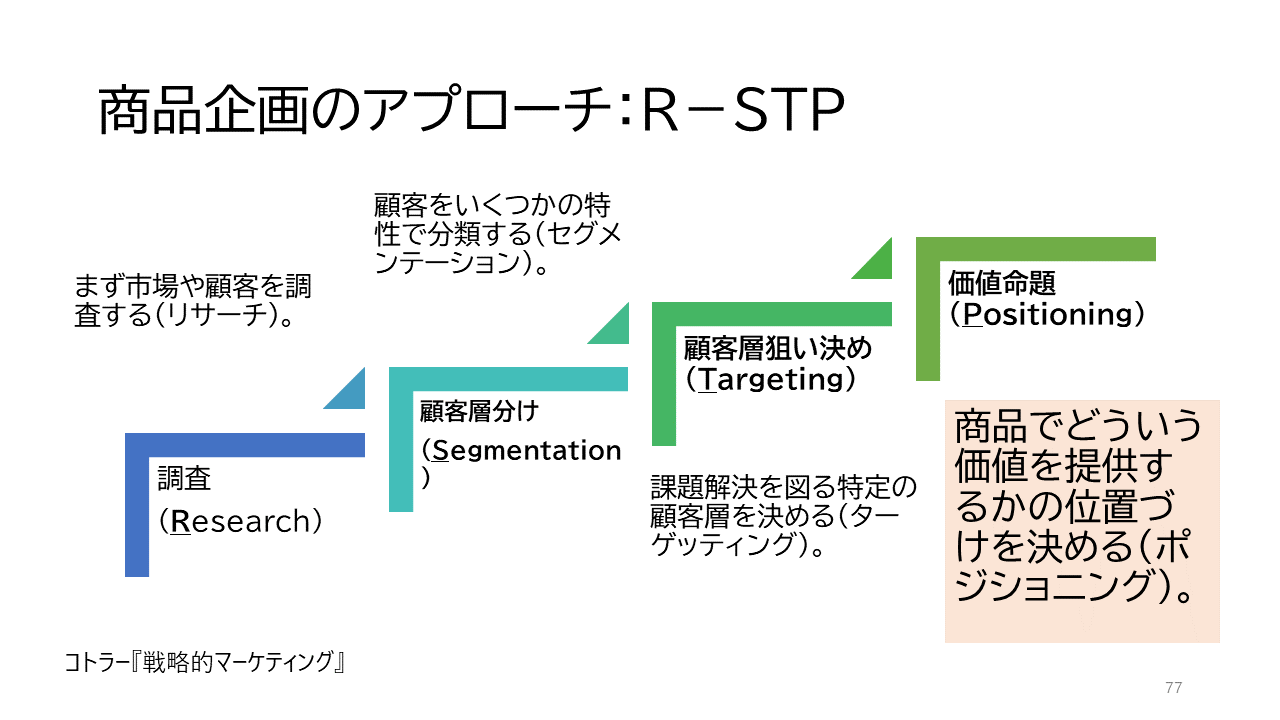 商品企画のアプローチ：R－STP
まず市場や顧客を調
査する（リサーチ）。
調査
（Research）
顧客をいくつかの特
性で分類する（セグメ
ンテーション）。
顧客層分け
（Segmentation
）
顧客層狙い決め
（Targeting）
課題解決を図る特定の
顧客層を決める（ター
ゲッティング）。
価値命題
（Positioning）
商品でどういう
価値を提供す
るかの位置づ
けを決める（ポ
ジショニング）。
コトラー『戦略的マーケティング』
77